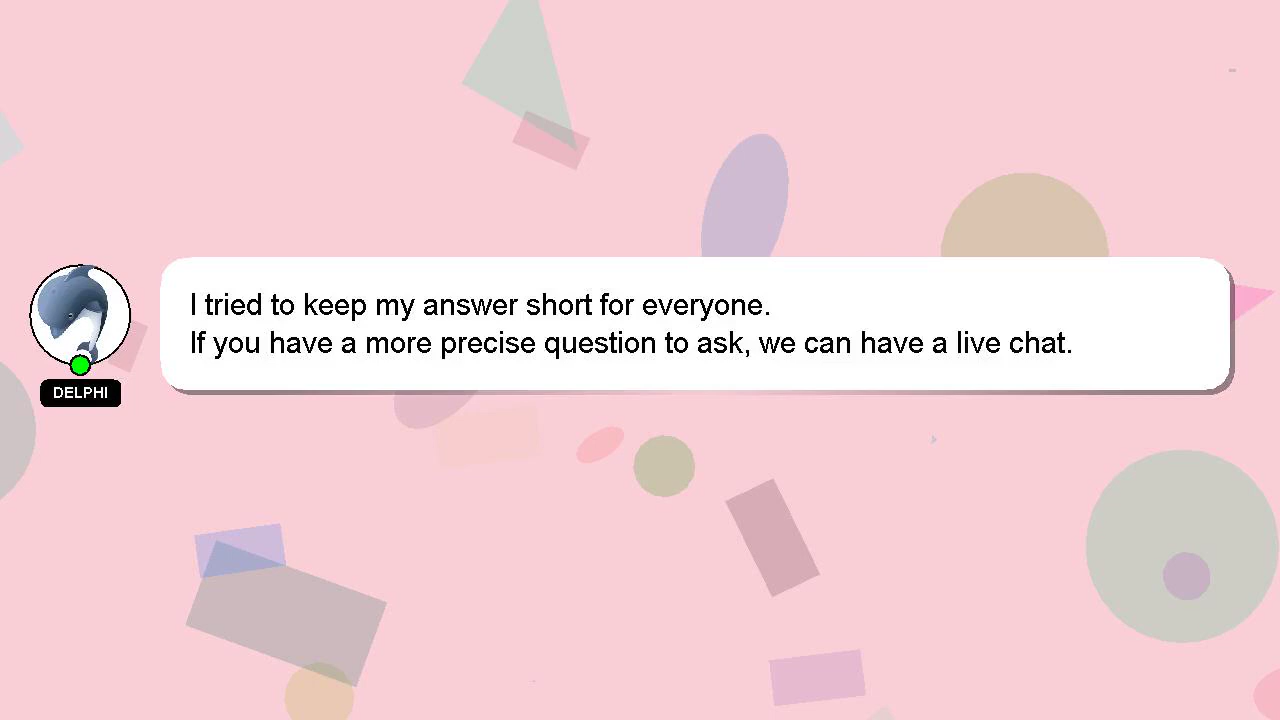 I tried to keep my answer short for everyone.
If you have a more precise question to ask, we can have a live chat.
DELPHI